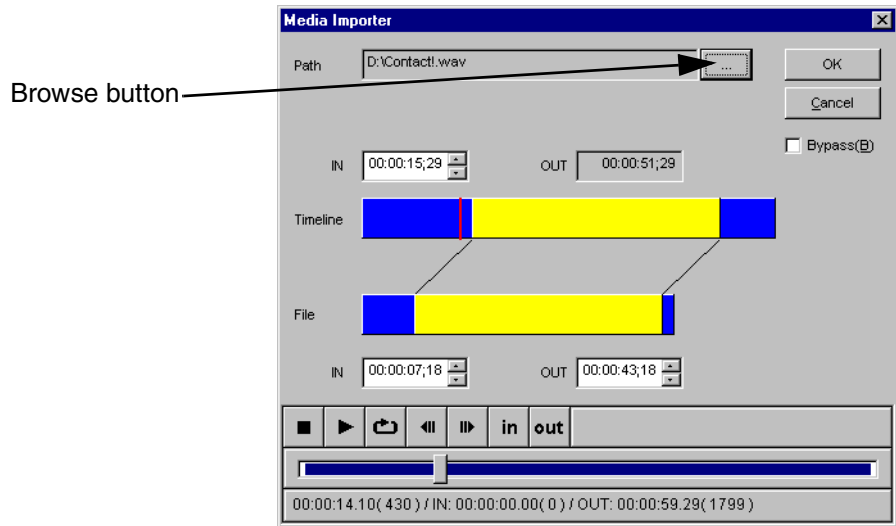 Media Importer
Path D:\Contact!.wav ... OK
Browse button
Cancel
Bypass(B)
IN 00:00:15;29 OUT 00:00:51;29
Timeline
File
IN 00:00:07;18 OUT 00:00:43;18
in out
00:00:14.10( 430 ) / IN: 00:00:00.00( 0 ) / OUT: 00:00:59.29( 1799 )